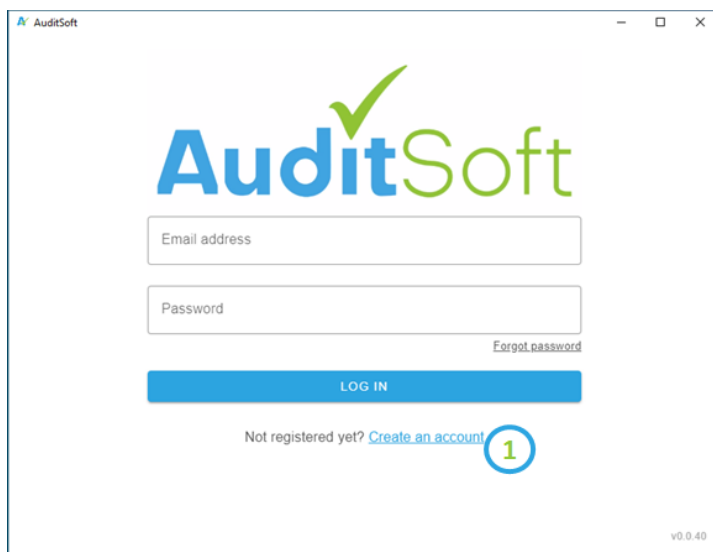 AuditSoft
AuditSoft
Email address
Password
Forgot password
LOG IN
Not registered yet? Create an account
1
v0.0.40